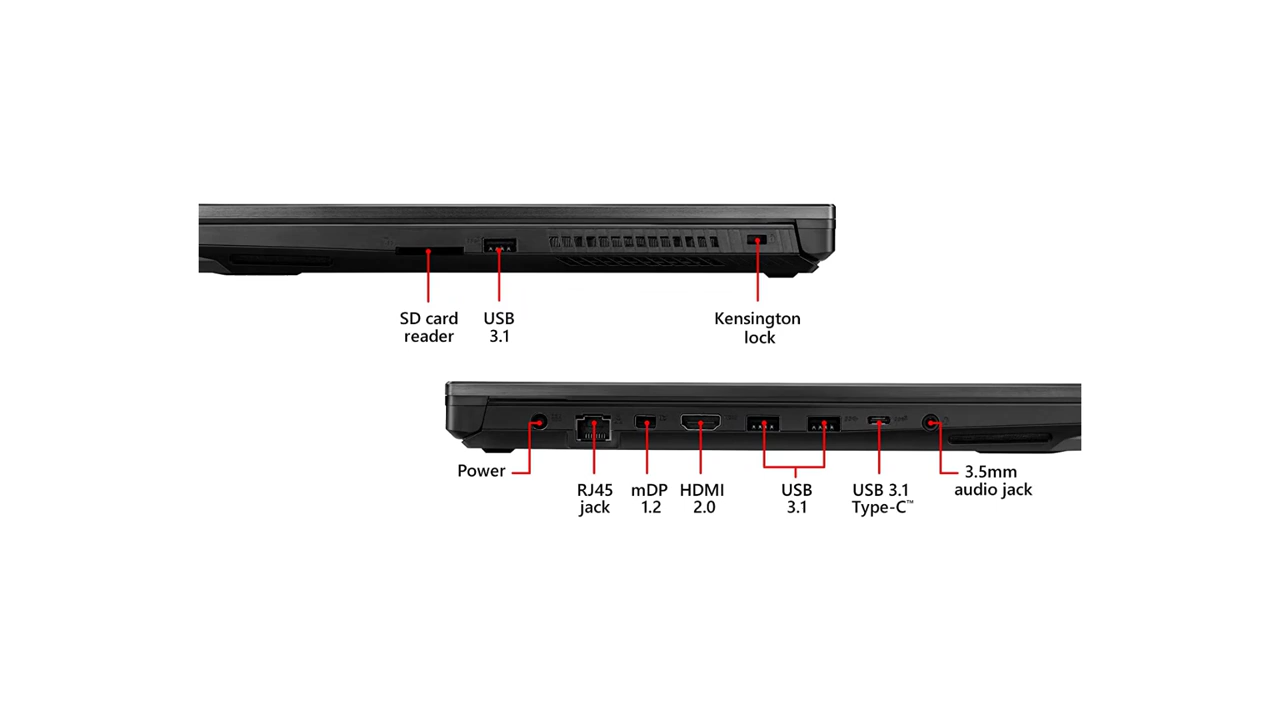 SD card
reader
USB
3.1
Kensington
lock
Power
RJ45
jack
mDP
1.2
HDMI
2.0
USB
3.1
USB 3.1
Type-C™
3.5mm
audio jack